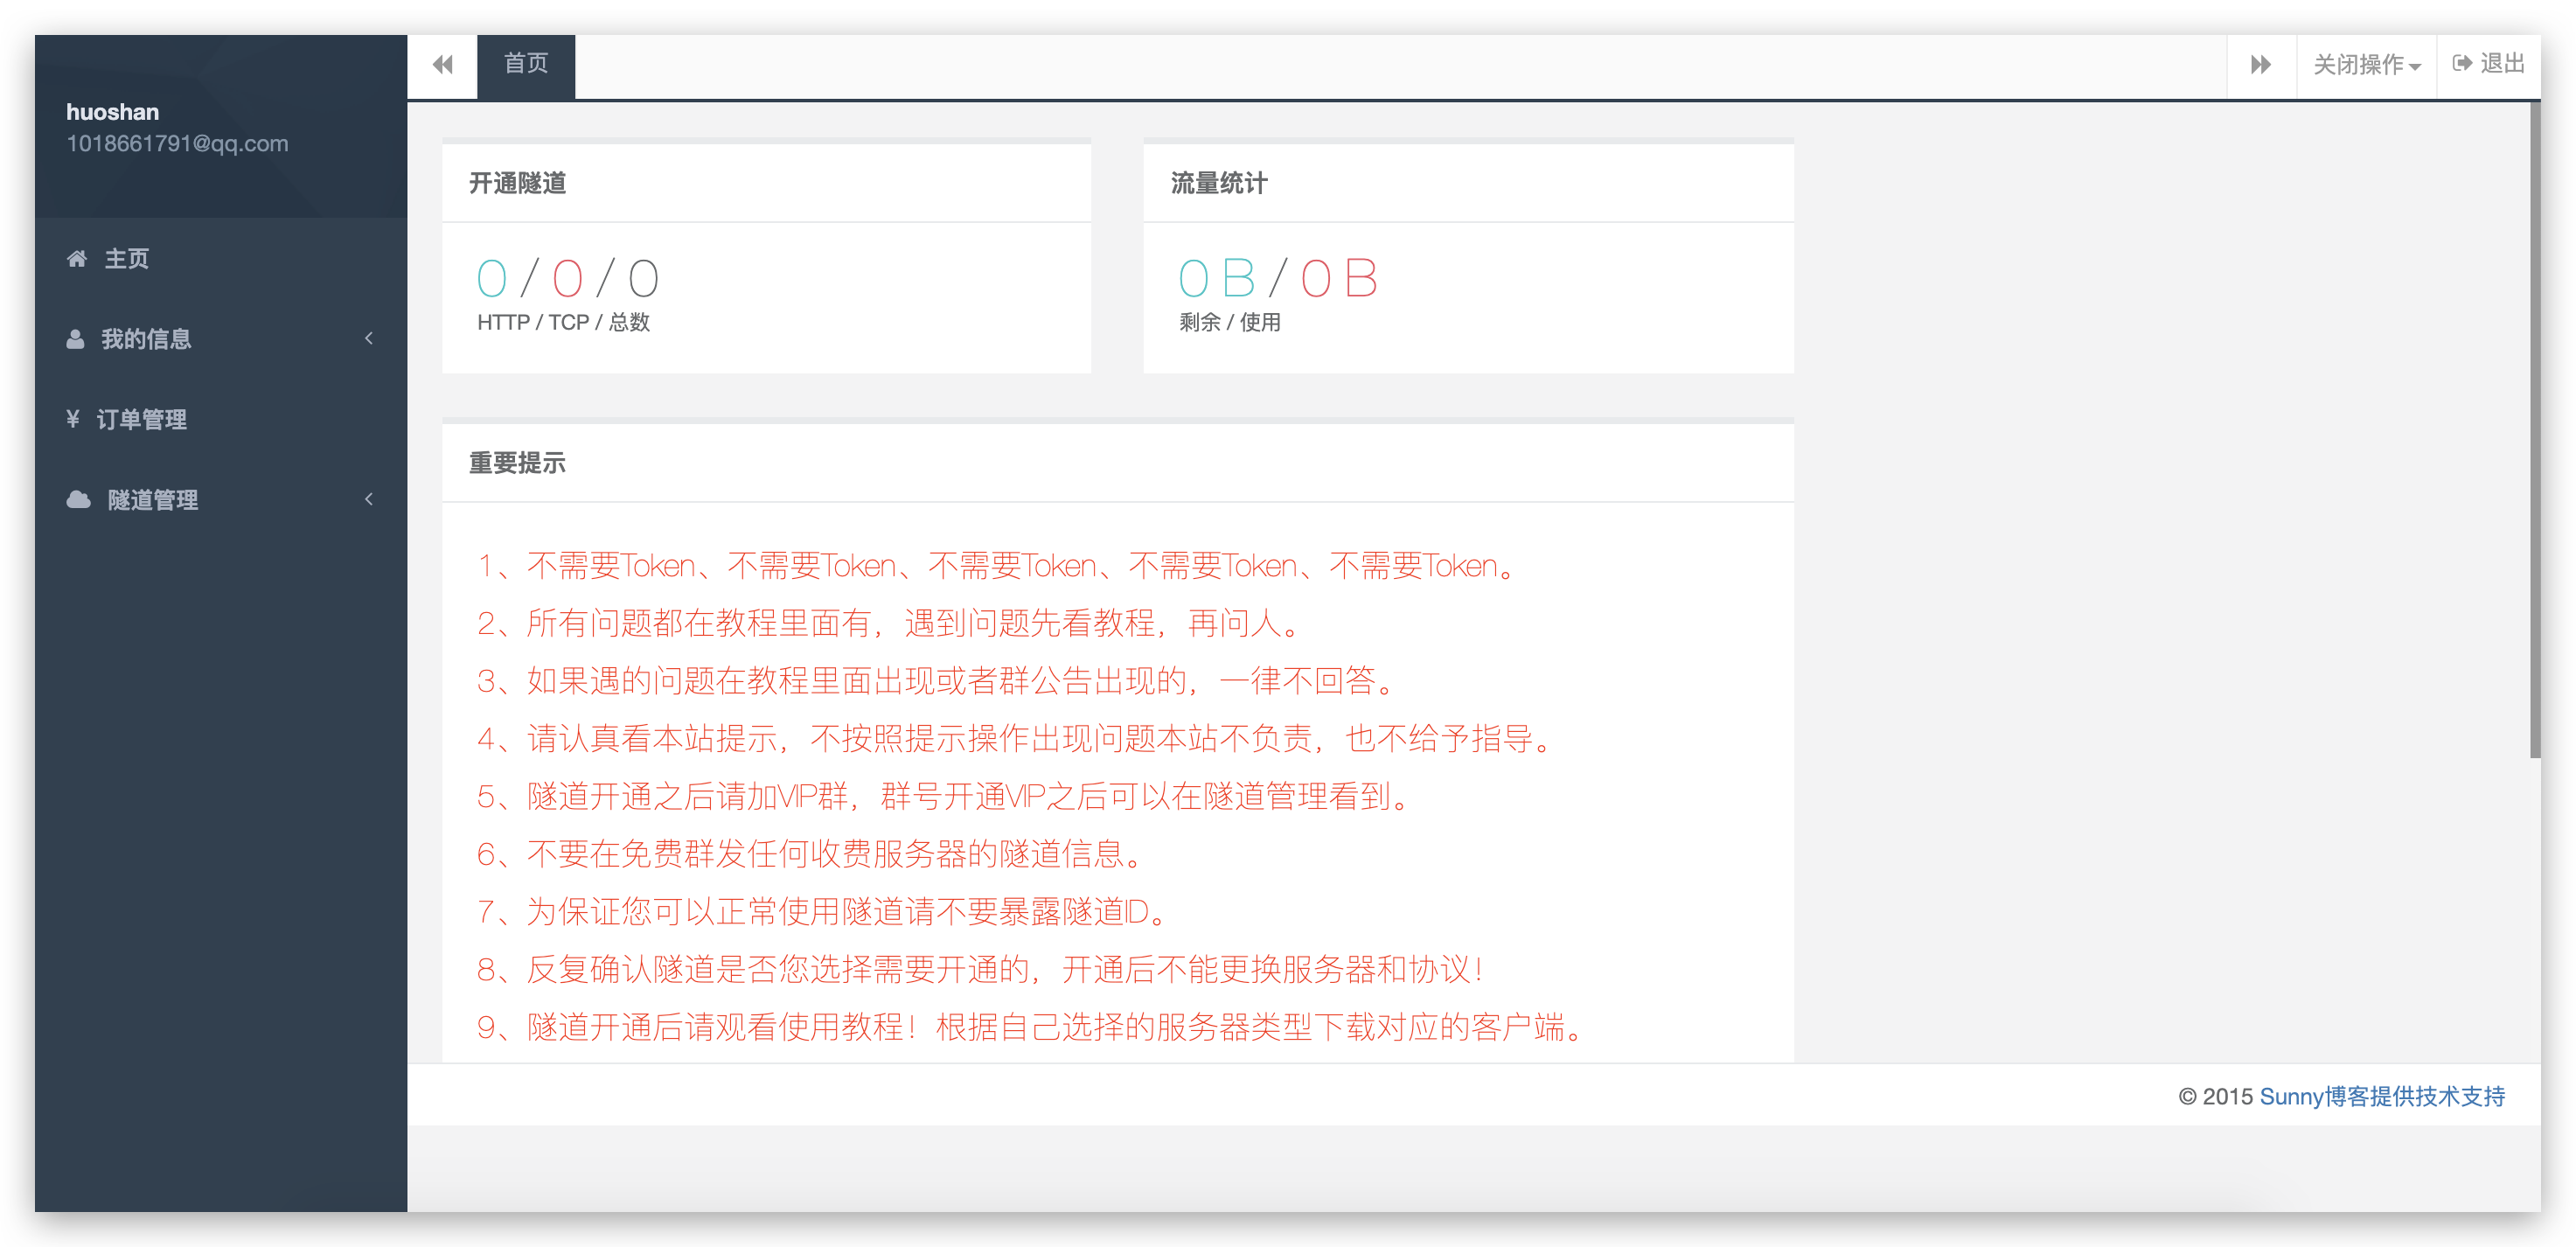 huoshan
1018661791@qq.com
主页
我的信息
¥ 订单管理
隧道管理
首页
关闭操作
退出
开通隧道
0 / 0 / 0
HTTP / TCP / 总数
流量统计
0 B / 0 B
剩余 / 使用
重要提示
1、不需要Token、不需要Token、不需要Token、不需要Token、不需要Token。
2、所有问题都在教程里面有，遇到问题先看教程，再问人。
3、如果遇的问题在教程里面出现或者群公告出现的，一律不回答。
4、请认真看本站提示，不按照提示操作出现问题本站不负责，也不给予指导。
5、隧道开通之后请加VIP群，群号开通VIP之后可以在隧道管理看到。
6、不要在免费群发任何收费服务器的隧道信息。
7、为保证您可以正常使用隧道请不要暴露隧道ID。
8、反复确认隧道是否您选择需要开通的，开通后不能更换服务器和协议！
9、隧道开通后请观看使用教程！根据自己选择的服务器类型下载对应的客户端。
© 2015 Sunny博客提供技术支持